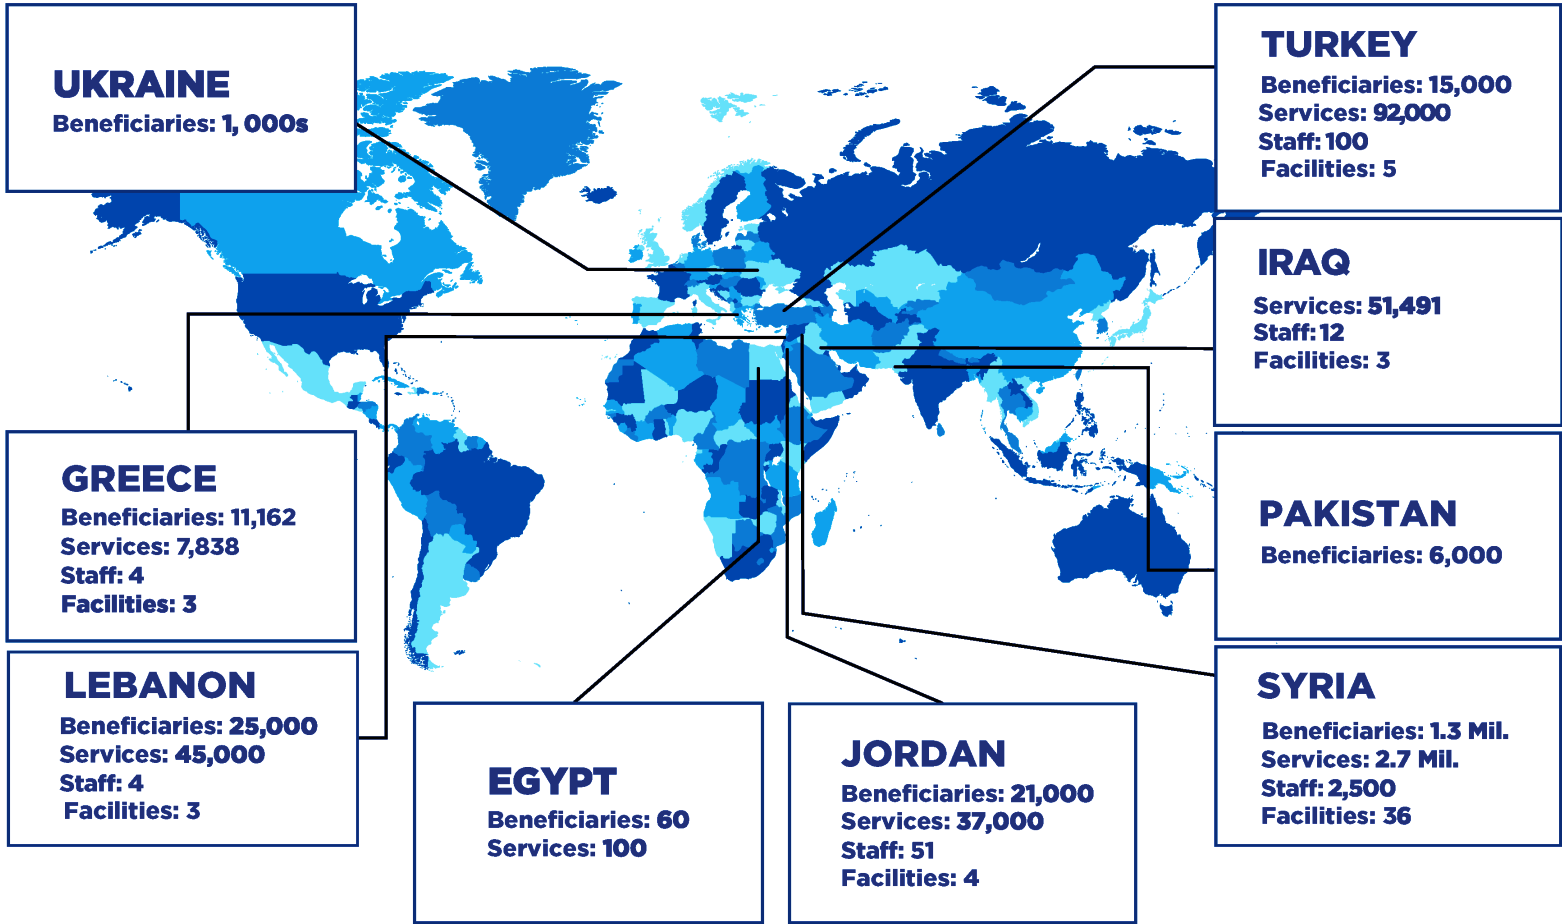 UKRAINE
Beneficiaries: 1, 000s
TURKEY
Beneficiaries: 15,000
Services: 92,000
Staff: 100
Facilities: 5
IRAQ
Services: 51,491
Staff: 12
Facilities: 3
GREECE
Beneficiaries: 11,162
Services: 7,838
Staff: 4
Facilities: 3
PAKISTAN
Beneficiaries: 6,000
LEBANON
Beneficiaries: 25,000
Services: 45,000
Staff: 4
Facilities: 3
EGYPT
Beneficiaries: 60
Services: 100
JORDAN
Beneficiaries: 21,000
Services: 37,000
Staff: 51
Facilities: 4
SYRIA
Beneficiaries: 1.3 Mil.
Services: 2.7 Mil.
Staff: 2,500
Facilities: 36